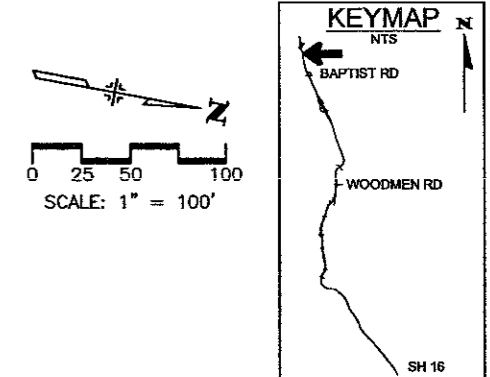 N
0 25 50 100
SCALE: 1" = 100'
KEYMAP N
NTS
BAPTIST RD
WOODMEN RD
SH 16